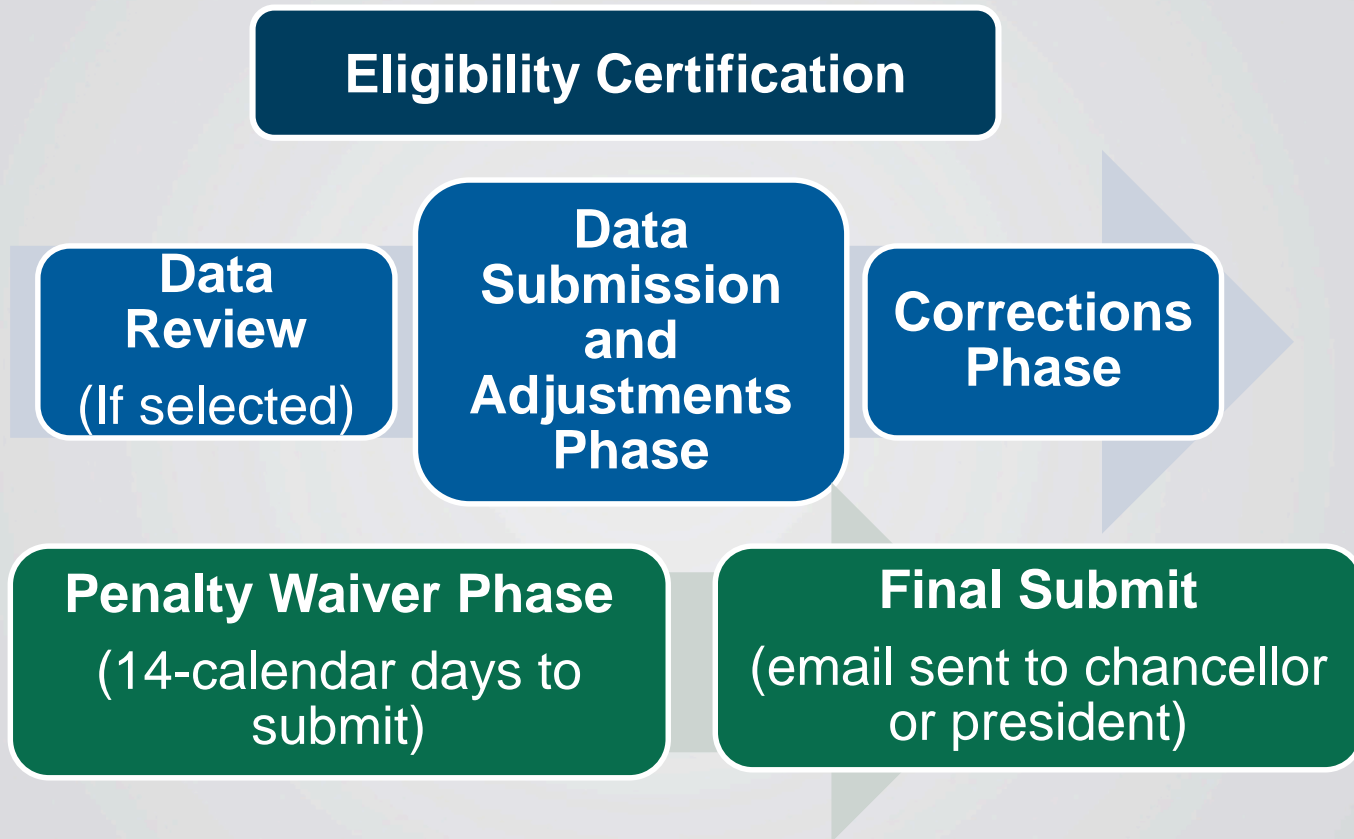 Eligibility Certification
Data
Review
(If selected)
Data
Submission
and
Adjustments
Phase
Corrections
Phase
Penalty Waiver Phase
(14-calendar days to
submit)
Final Submit
(email sent to chancellor
or president)